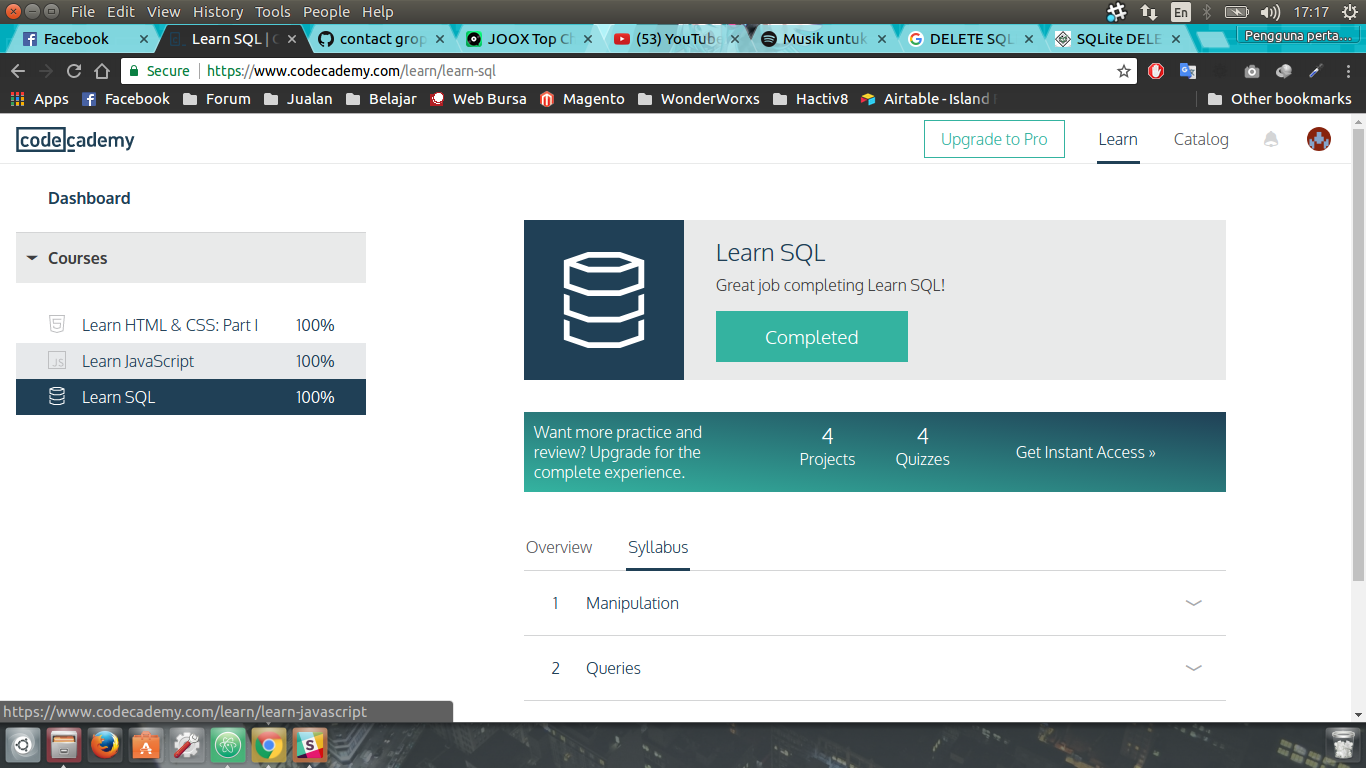 File Edit View History Tools People Help
En
17:17
Facebook
Learn SQL | C
contact grop
JOOX Top Ch
(53) YouTube
Musik untuk
DELETE SQL
SQLite DELE
Pengguna perta...
Secure
https://www.codecademy.com/learn/learn-sql
Apps
Facebook
Forum
Jualan
Belajar
Web Bursa
Magento
WonderWorxs
Hactiv8
Airtable - Island
Other bookmarks
codecademy
Upgrade to Pro
Learn
Catalog
Dashboard
Courses
Learn HTML & CSS: Part I 100%
JS Learn JavaScript 100%
Learn SQL 100%
Learn SQL
Great job completing Learn SQL!
Completed
Want more practice and
review? Upgrade for the
complete experience.
4
Projects
4
Quizzes
Get Instant Access »
Overview
Syllabus
1 Manipulation
2 Queries
https://www.codecademy.com/learn/learn-javascript